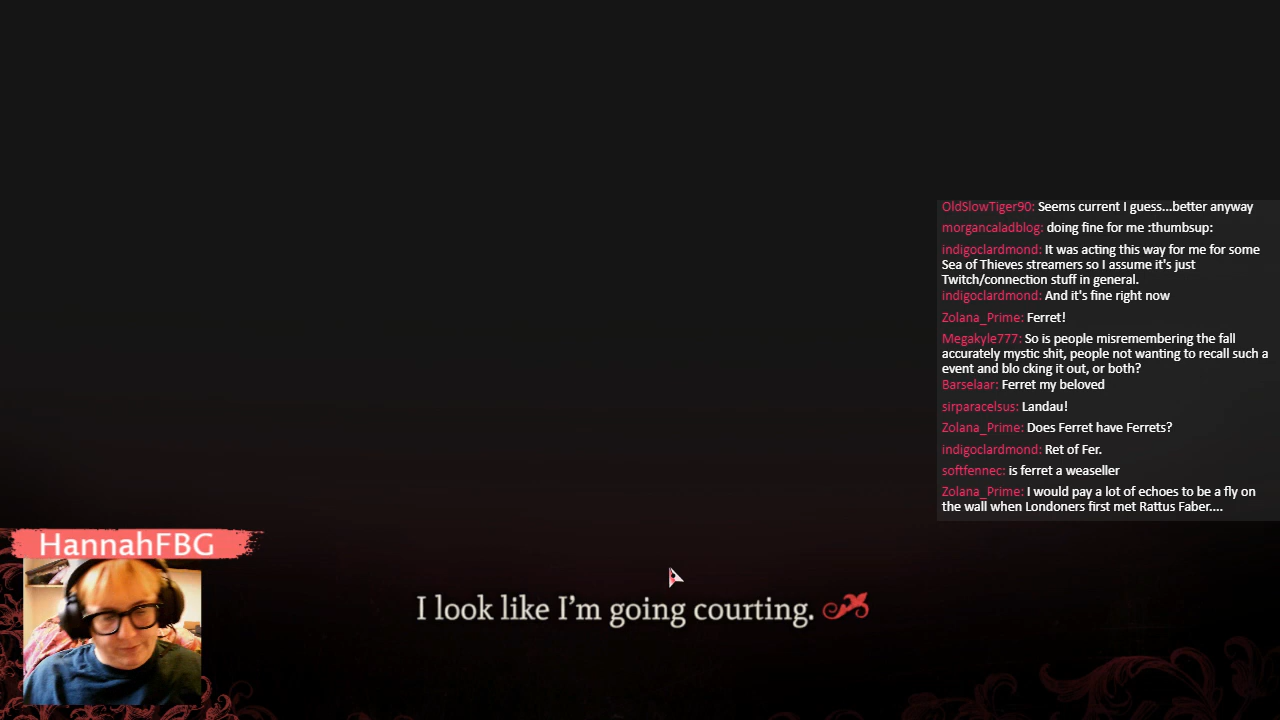 OldSlowTiger90: Seems current I guess...better anyway
morgancaladblog: doing fine for me :thumbsup:
indigoclardmond: It was acting this way for me for some
Sea of Thieves streamers so I assume it's just
Twitch/connection stuff in general.
indigoclardmond: And it's fine right now
Zolana_Prime: Ferret!
Megakyle777: So is people misremembering the fall
accurately mystic shit, people not wanting to recall such a
event and blo cking it out, or both?
Barselaar: Ferret my beloved
sirparacelsus: Landau!
Zolana_Prime: Does Ferret have Ferrets?
indigoclardmond: Ret of Fer.
softfennec: is ferret a weaseller
Zolana_Prime: I would pay a lot of echoes to be a fly on
the wall when Londoners first met Rattus Faber....
HannahFBG
I look like I'm going courting.